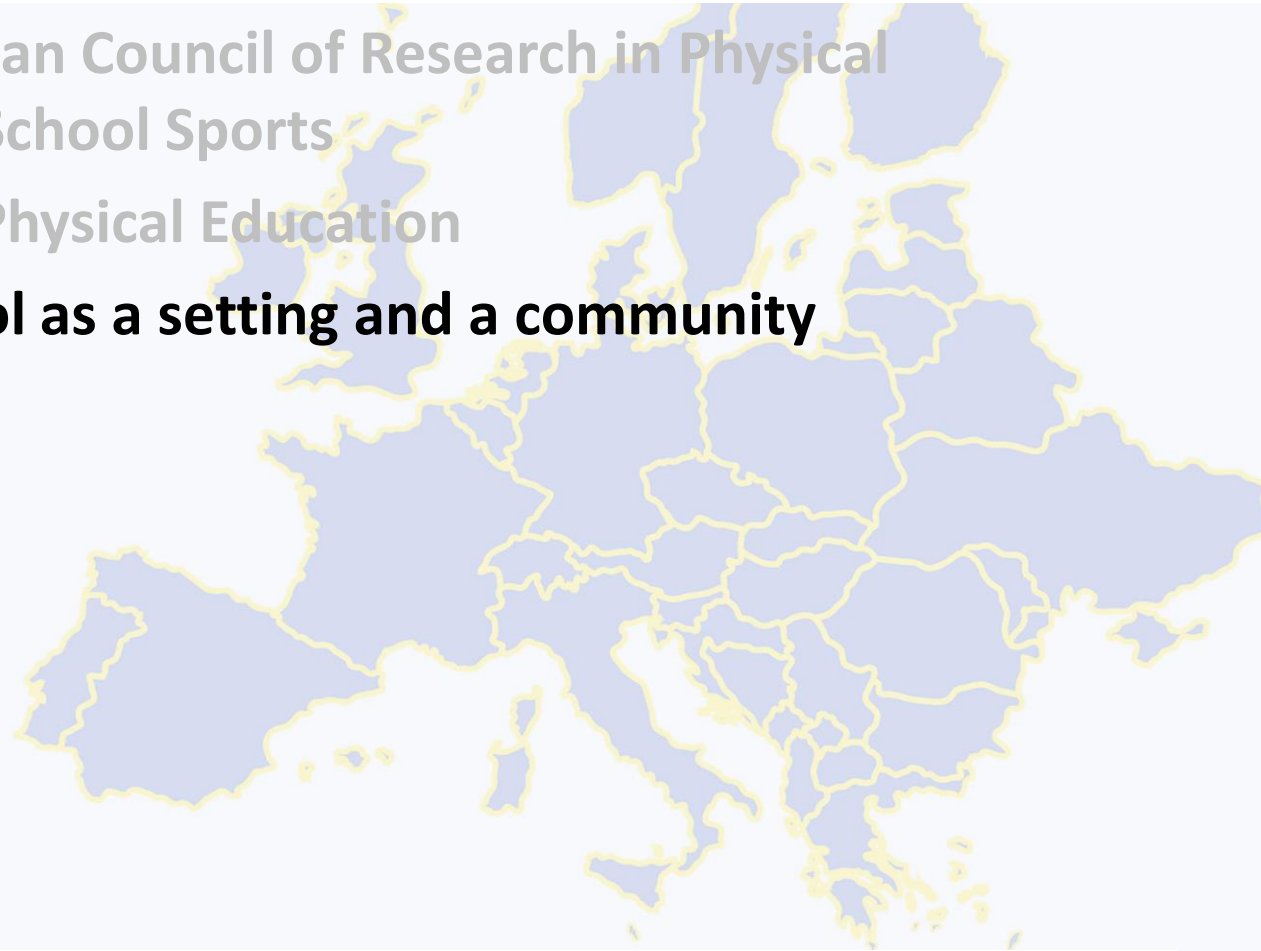 an Council of Research in Physical
School Sports
Physical Education
ol as a setting and a community